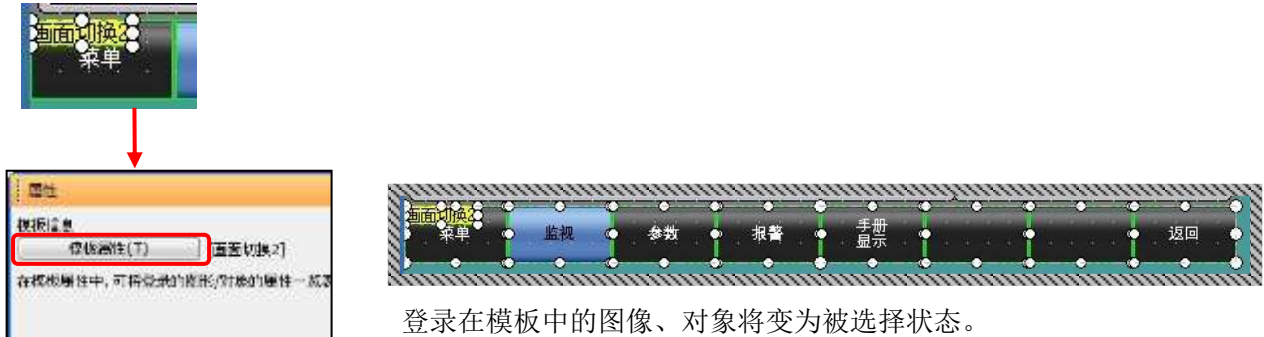 画面切换2
菜单
属性
模板信息
模板属性(T) [画面切换2]
在模板属性中,可将登录的图形/对象的属性一览表
画面切换2
菜单 监视 参数 报警 手册显示 返回
登录在模板中的图像、对象将变为被选择状态。